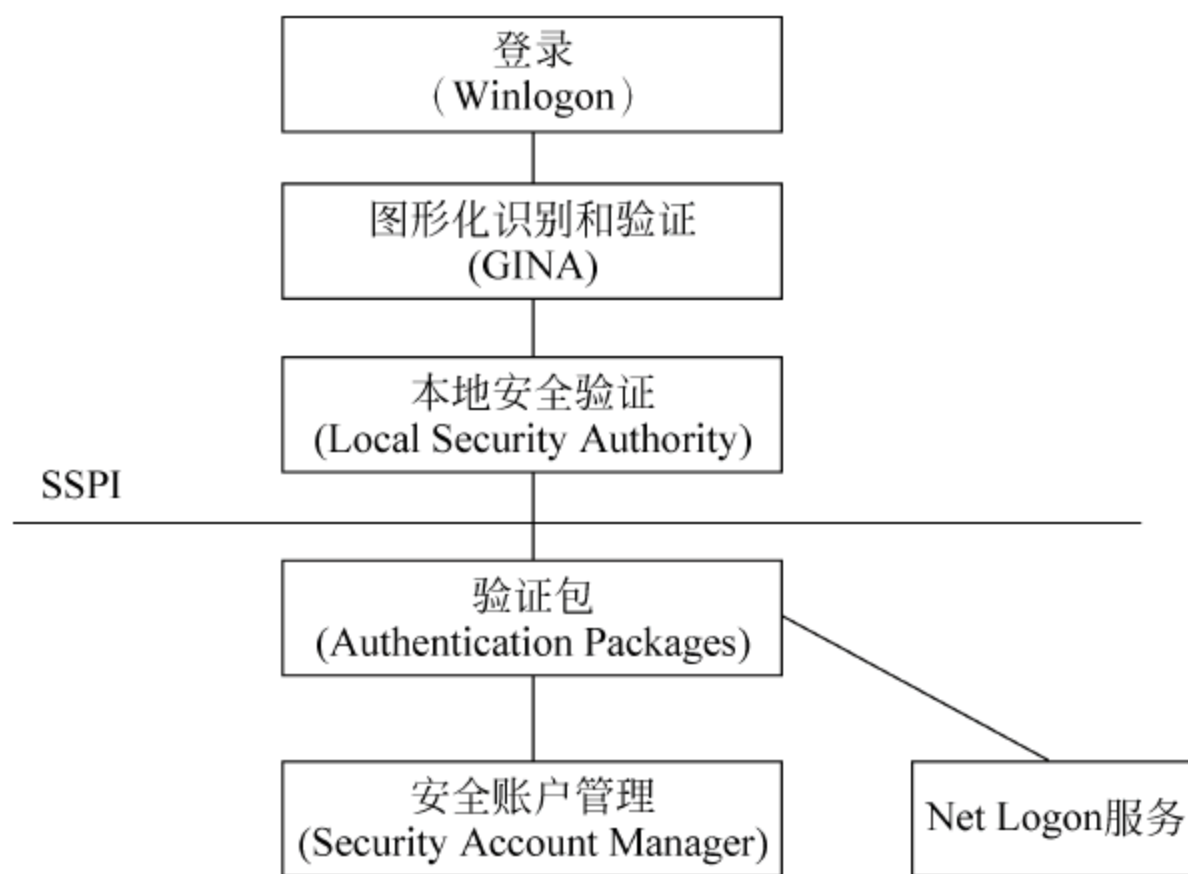 登录
（Winlogon）
图形化识别和验证
(GINA)
本地安全验证
(Local Security Authority)
SSPI
验证包
(Authentication Packages)
安全账户管理
(Security Account Manager)
Net Logon服务